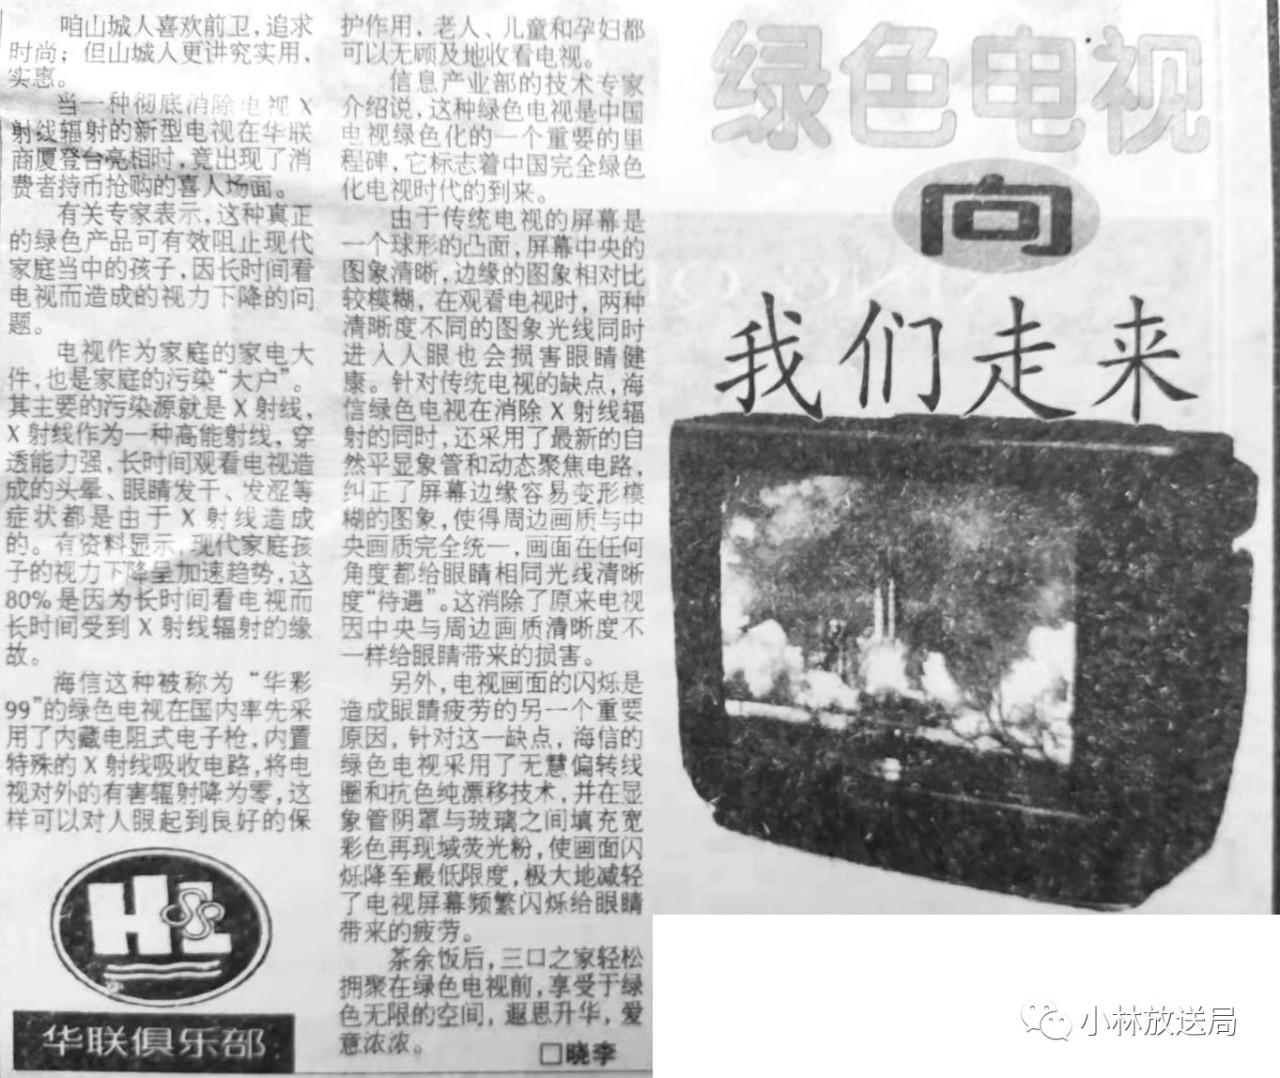 绿色电视
向
我们走来
咱山城人喜欢前卫，追求
时尚；但山城人更讲究实用，
实惠。
当一种彻底消除电视X
射线辐射的新型电视在华联
商厦登台亮相时，竟出现了消
费者持币抢购的喜人场面。
有关专家表示，这种真正
的绿色产品可有效阻止现代
家庭当中的孩子，因长时间看
电视而造成的视力下降的问
题。
电视作为家庭的家电大
件，也是家庭的污染“大户”。
其主要的污染源就是X射线，
X射线作为一种高能射线，穿
透能力强，长时间观看电视造
成的头晕、眼睛发干、发涩等
症状都是由于X射线造成
的。有资料显示，现代家庭孩
子的视力下降呈加速趋势，这
80%是因为长时间看电视而
长时间受到X射线辐射的缘
故。
海信这种被称为“华彩
99”的绿色电视在国内率先采
用了内藏电阻式电子枪，内置
特殊的X射线吸收电路，将电
视对外的有害辐射降为零，这
样可以对人眼起到良好的保
护作用，老人、儿童和孕妇都
可以无顾及地收看电视。
信息产业部的技术专家
介绍说，这种绿色电视是中国
电视绿色化的一个重要的里
程碑，它标志着中国完全绿色
化电视时代的到来。
由于传统电视的屏幕是
一个球形的凸面，屏幕中央的
图象清晰，边缘的图象相对比
较模糊，在观看电视时，两种
清晰度不同的图象光线同时
进入人眼也会损害眼睛健
康。针对传统电视的缺点，海
信绿色电视在消除X射线辐
射的同时，还采用了最新的自
然平显象管和动态聚焦电路，
纠正了屏幕边缘容易变形模
糊的图象，使得周边画质与中
央画质完全统一，画面在任何
角度都给眼睛相同光线清晰
度“待遇”。这消除了原来电视
因中央与周边画质清晰度不
一样给眼睛带来的损害。
另外，电视画面的闪烁是
造成眼睛疲劳的另一个重要
原因，针对这一缺点，海信的
绿色电视采用了无慧偏转线
圈和抗色纯漂移技术，并在显
象管阴罩与玻璃之间填充宽
彩色再现域荧光粉，使画面闪
烁降至最低限度，极大地减轻
了电视屏幕频繁闪烁给眼睛
带来的疲劳。
茶余饭后，三口之家轻松
拥聚在绿色电视前，享受于绿
色无限的空间，遐思升华，爱
意浓浓。
□晓李
H&L
华联俱乐部
小林放送局